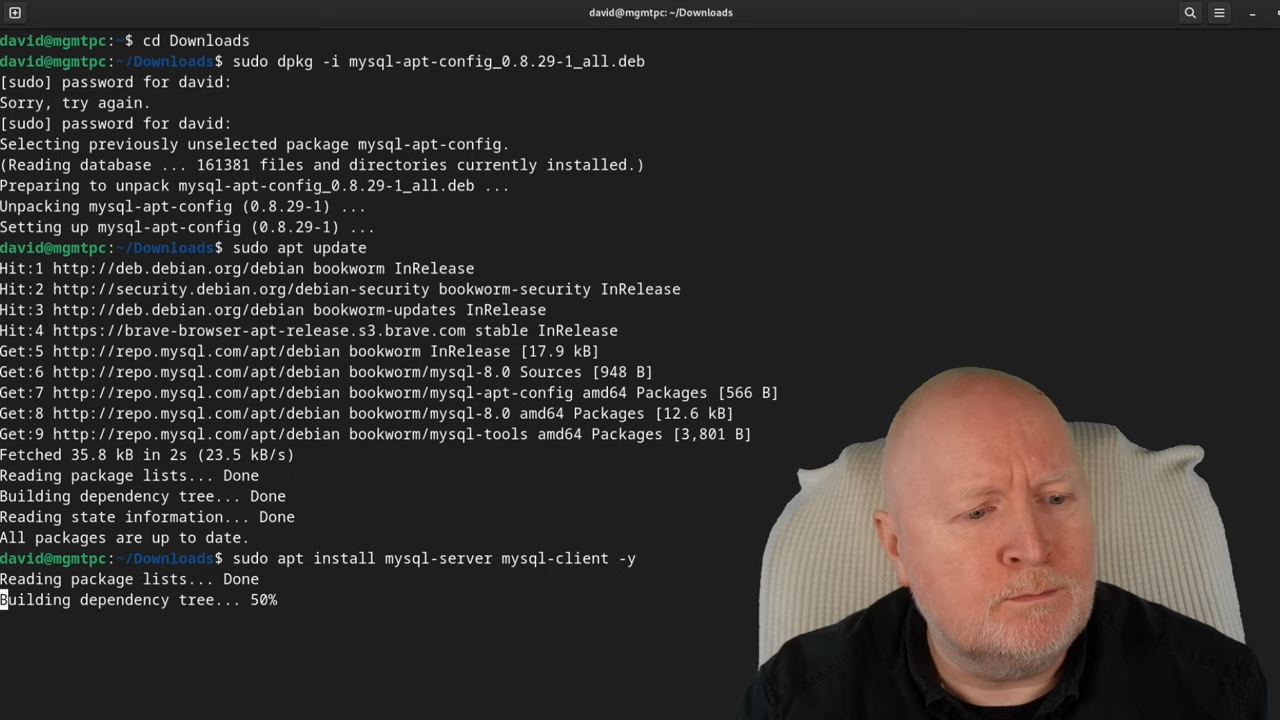 david@mgmtpc: ~/Downloads
david@mgmtpc:~$ cd Downloads
david@mgmtpc:~/Downloads$ sudo dpkg -i mysql-apt-config_0.8.29-1_all.deb
[sudo] password for david:
Sorry, try again.
[sudo] password for david:
Selecting previously unselected package mysql-apt-config.
(Reading database ... 161381 files and directories currently installed.)
Preparing to unpack mysql-apt-config_0.8.29-1_all.deb ...
Unpacking mysql-apt-config (0.8.29-1) ...
Setting up mysql-apt-config (0.8.29-1) ...
david@mgmtpc:~/Downloads$ sudo apt update
Hit:1 http://deb.debian.org/debian bookworm InRelease
Hit:2 http://security.debian.org/debian-security bookworm-security InRelease
Hit:3 http://deb.debian.org/debian bookworm-updates InRelease
Hit:4 https://brave-browser-apt-release.s3.brave.com stable InRelease
Get:5 http://repo.mysql.com/apt/debian bookworm InRelease [17.9 kB]
Get:6 http://repo.mysql.com/apt/debian bookworm/mysql-8.0 Sources [948 B]
Get:7 http://repo.mysql.com/apt/debian bookworm/mysql-apt-config amd64 Packages [566 B]
Get:8 http://repo.mysql.com/apt/debian bookworm/mysql-8.0 amd64 Packages [12.6 kB]
Get:9 http://repo.mysql.com/apt/debian bookworm/mysql-tools amd64 Packages [3,801 B]
Fetched 35.8 kB in 2s (23.5 kB/s)
Reading package lists... Done
Building dependency tree... Done
Reading state information... Done
All packages are up to date.
david@mgmtpc:~/Downloads$ sudo apt install mysql-server mysql-client -y
Reading package lists... Done
Building dependency tree... 50%